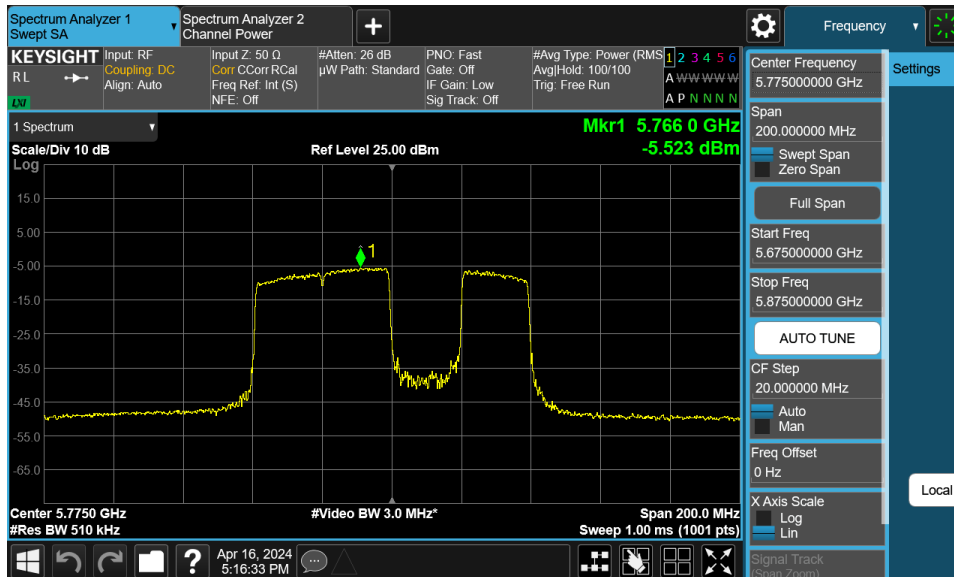 Spectrum Analyzer 1
Swept SA
Spectrum Analyzer 2
Channel Power
Frequency
KEYSIGHT
RL
LXI
Input: RF
Coupling: DC
Align: Auto
Input Z: 50 Ω
Corr CCorr RCal
Freq Ref: Int (S)
NFE: Off
#Atten: 26 dB
µW Path: Standard
PNO: Fast
Gate: Off
IF Gain: Low
Sig Track: Off
#Avg Type: Power (RMS
Avg|Hold: 100/100
Trig: Free Run
1 2 3 4 5 6
A W W W W W
A P N N N N
1 Spectrum
Scale/Div 10 dB
Log
Ref Level 25.00 dBm
Mkr1 5.766 0 GHz
-5.523 dBm
15.0
5.00
-5.00
-15.0
-25.0
-35.0
-45.0
-55.0
-65.0
1
Center 5.7750 GHz
#Res BW 510 kHz
#Video BW 3.0 MHz*
Span 200.0 MHz
Sweep 1.00 ms (1001 pts)
?
Apr 16, 2024
5:16:33 PM
Center Frequency
5.775000000 GHz
Span
200.000000 MHz
Swept Span
Zero Span
Full Span
Start Freq
5.675000000 GHz
Stop Freq
5.875000000 GHz
AUTO TUNE
CF Step
20.000000 MHz
Auto
Man
Freq Offset
0 Hz
X Axis Scale
Log
Lin
Signal Track
(Span Zoom)
Settings
Local